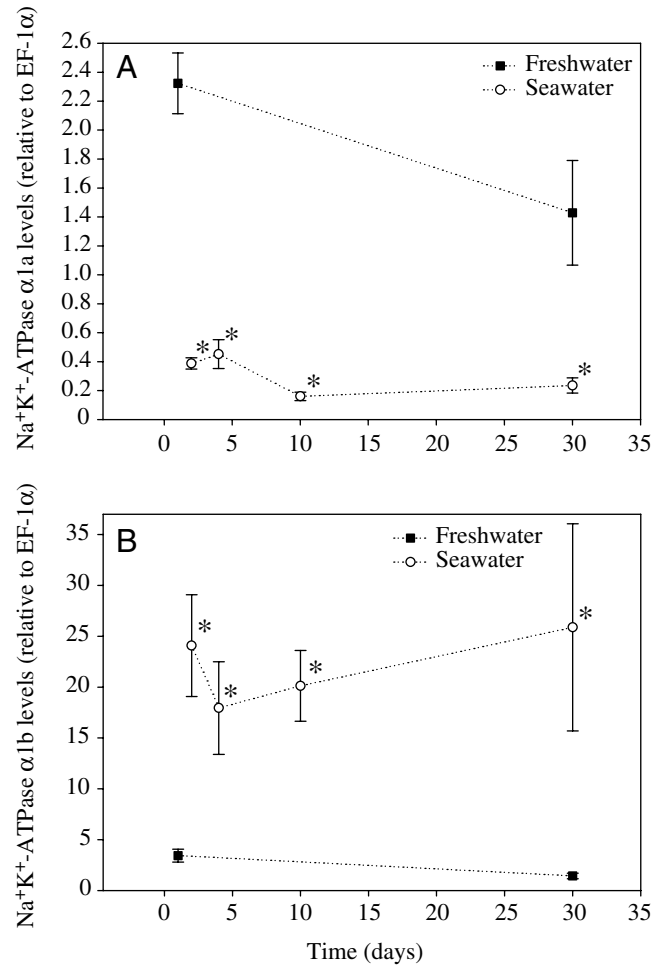 Na⁺K⁺-ATPase α1a levels (relative to EF-1α)
A
Freshwater
Seawater
2.6
2.4
2.2
2.0
1.8
1.6
1.4
1.2
1.0
0.8
0.6
0.4
0.2
0
* * * *
0 5 10 15 20 25 30 35
Na⁺K⁺-ATPase α1b levels (relative to EF-1α)
B
Freshwater
Seawater
35
30
25
20
15
10
5
0
* * * *
0 5 10 15 20 25 30 35
Time (days)